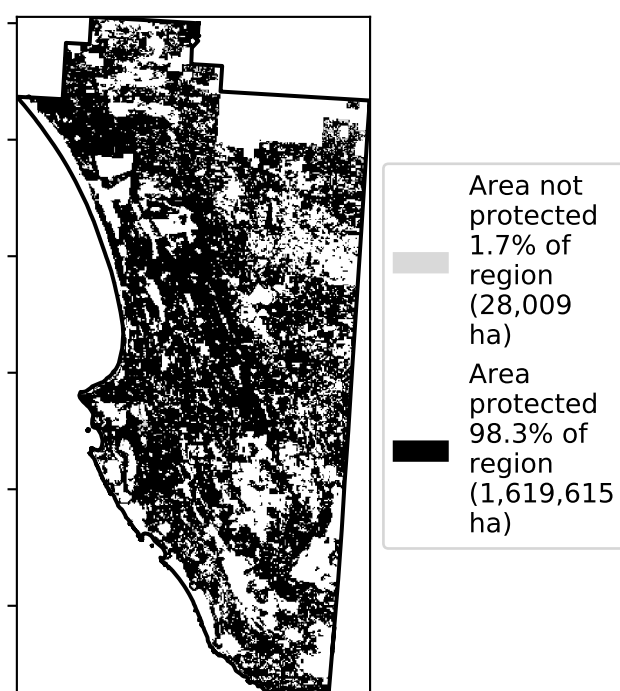 Area not
protected
1.7% of
region
(28,009
ha)
Area
protected
98.3% of
region
(1,619,615
ha)